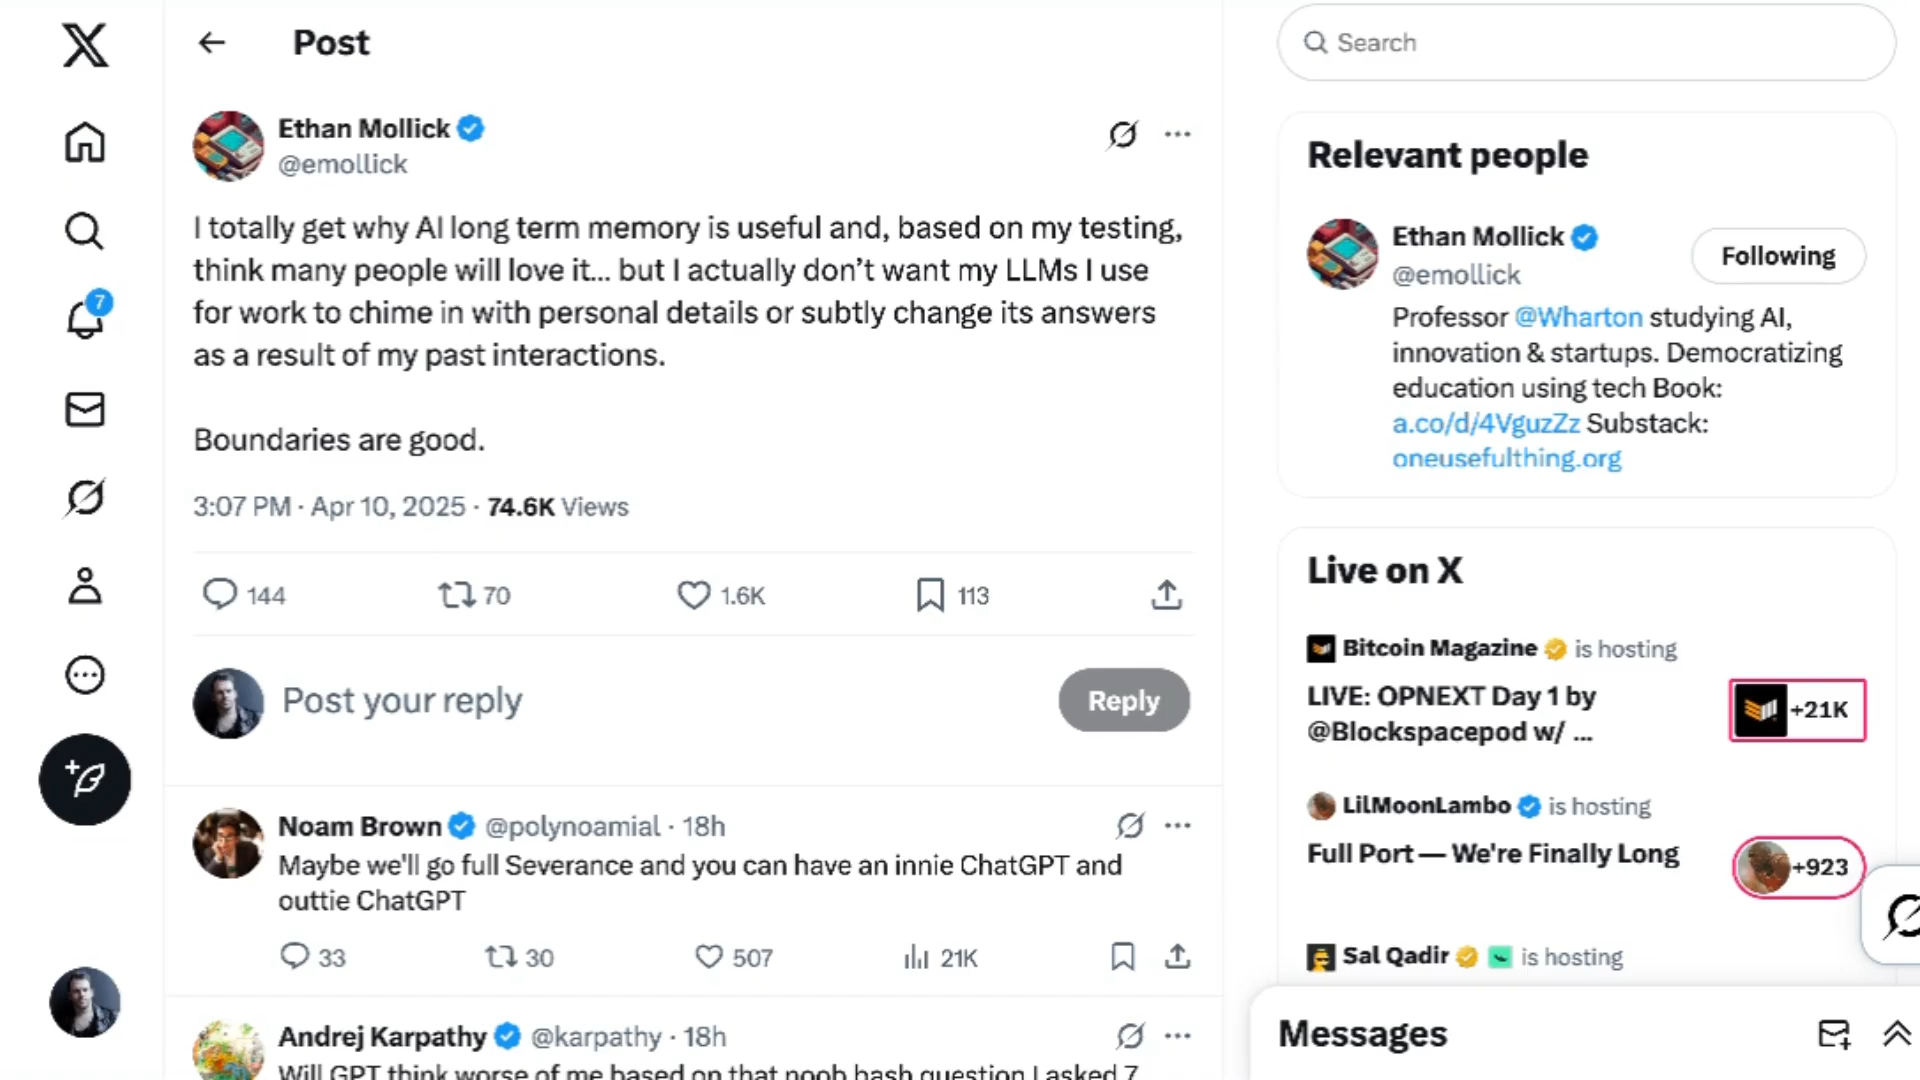 Post
Ethan Mollick
@emollick
I totally get why AI long term memory is useful and, based on my testing,
think many people will love it... but I actually don’t want my LLMs I use
for work to chime in with personal details or subtly change its answers
as a result of my past interactions.
Boundaries are good.
3:07 PM · Apr 10, 2025 · 74.6K Views
144 70 1.6K 113
Post your reply
Reply
Noam Brown @polynoamial · 18h
Maybe we'll go full Severance and you can have an innie ChatGPT and
outtie ChatGPT
33 30 507 21K
Andrej Karpathy @karpathy · 18h
Will GPT think worse of me based on that noob bash question I asked 7
7
Search
Relevant people
Ethan Mollick
@emollick
Following
Professor @Wharton studying AI,
innovation & startups. Democratizing
education using tech Book:
a.co/d/4VguzZz Substack:
oneusefulthing.org
Live on X
Bitcoin Magazine is hosting
LIVE: OPNEXT Day 1 by
@Blockspacepod w/ ...
+21K
LilMoonLambo is hosting
Full Port — We're Finally Long
+923
Sal Qadir is hosting
Messages